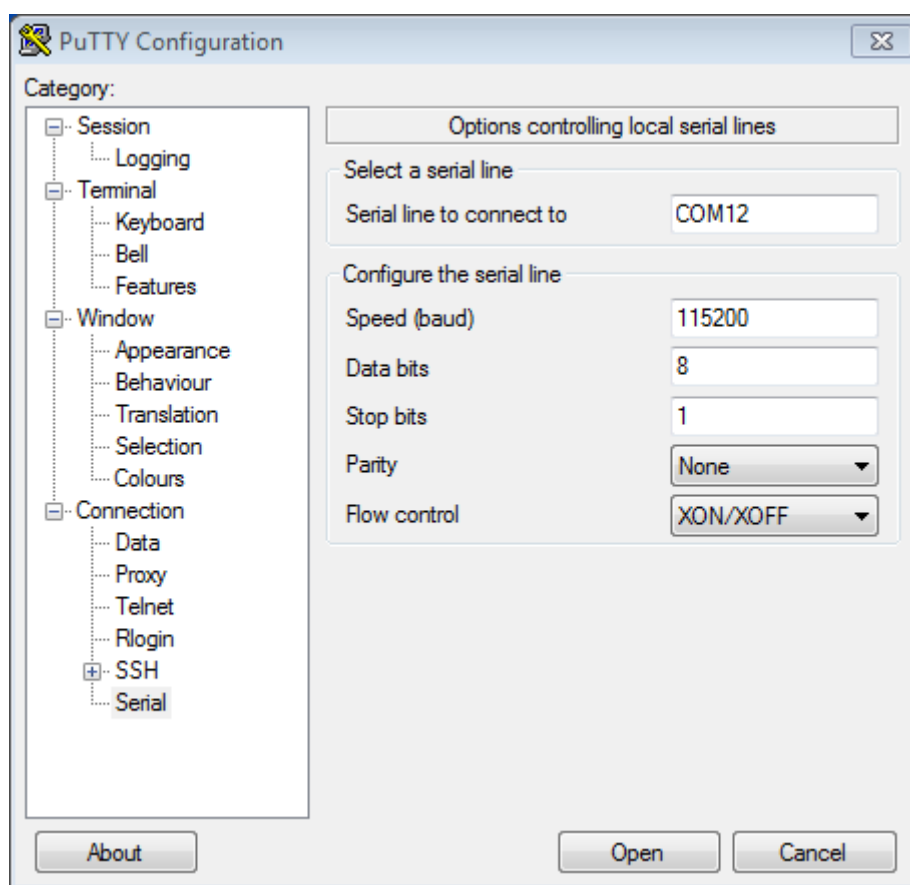 PuTTY Configuration
Category:
Session
Logging
Terminal
Keyboard
Bell
Features
Window
Appearance
Behaviour
Translation
Selection
Colours
Connection
Data
Proxy
Telnet
Rlogin
SSH
Serial
Options controlling local serial lines
Select a serial line
Serial line to connect to COM12
Configure the serial line
Speed (baud) 115200
Data bits 8
Stop bits 1
Parity None
Flow control XON/XOFF
About Open Cancel